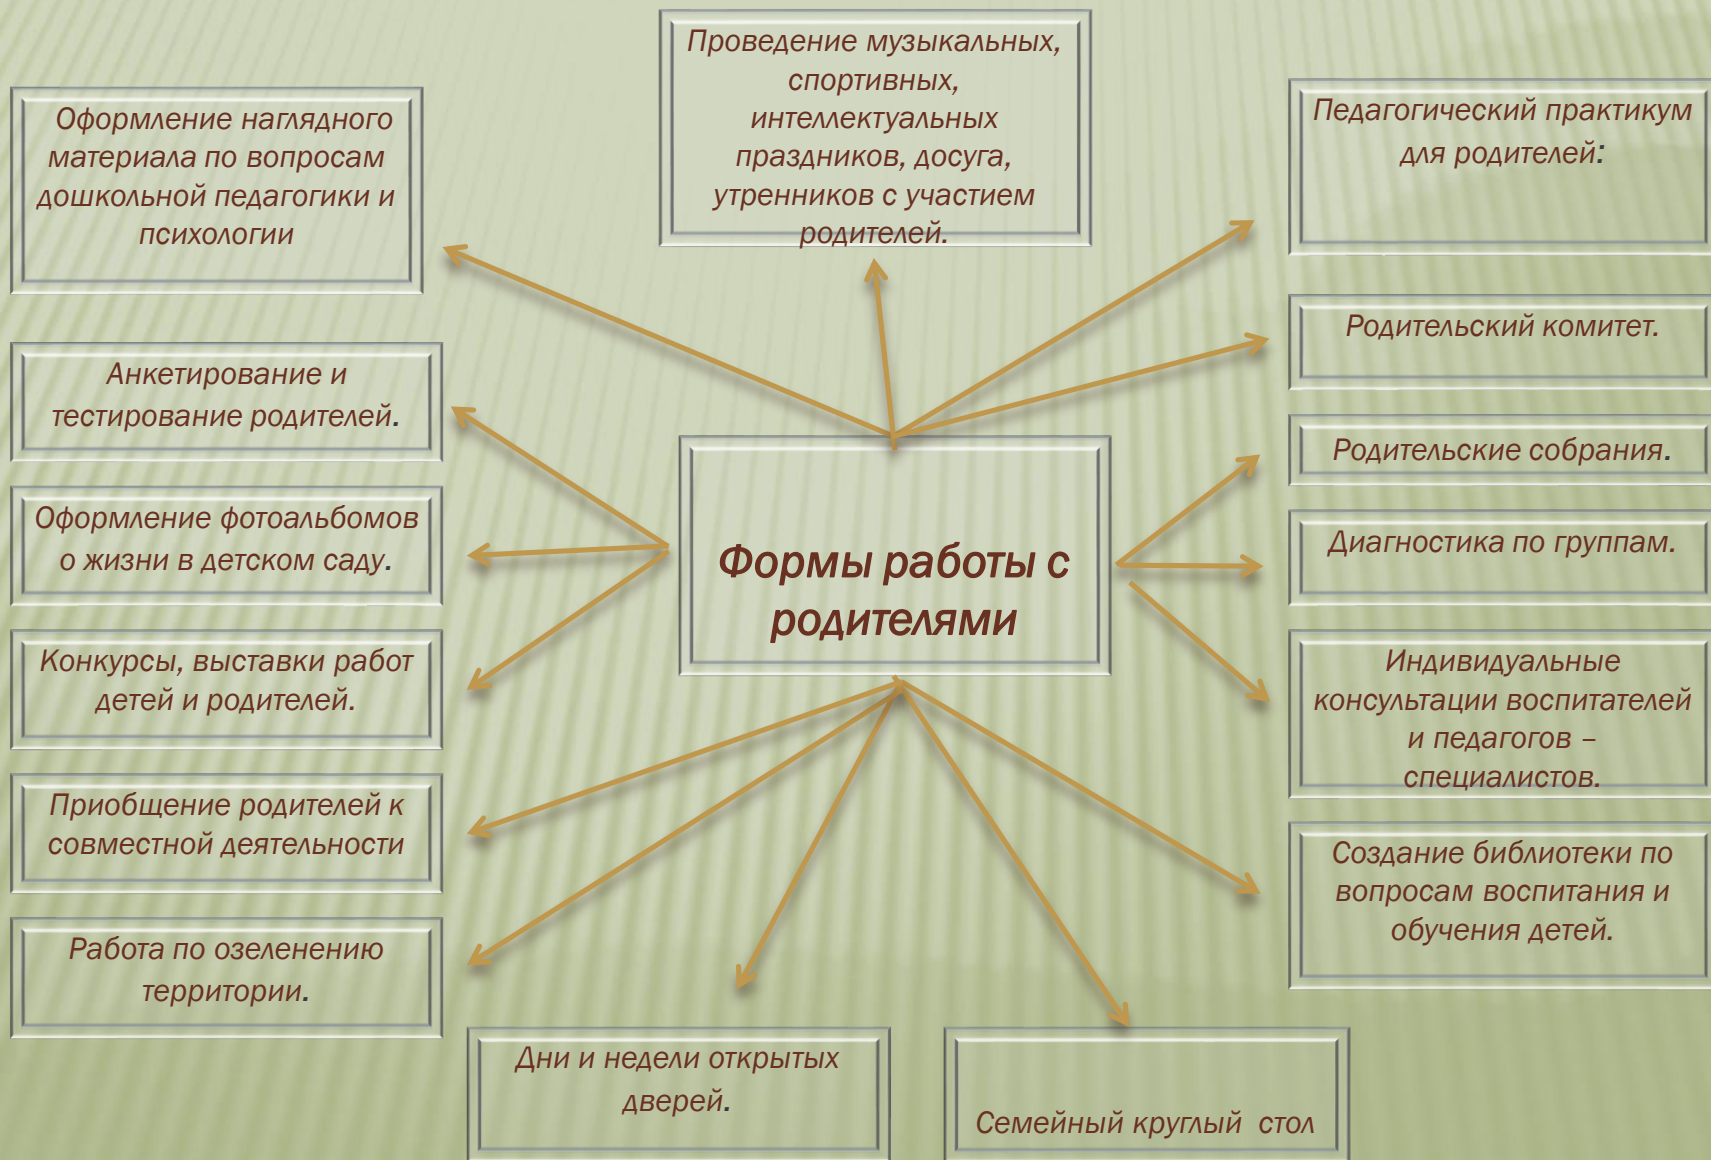 Проведение музыкальных,
спортивных,
интеллектуальных
праздников, досуга,
утренников с участием
родителей.
Оформление наглядного
материала по вопросам
дошкольной педагогики и
психологии
Анкетирование и
тестирование родителей.
Оформление фотоальбомов
о жизни в детском саду.
Конкурсы, выставки работ
детей и родителей.
Приобщение родителей к
совместной деятельности
Работа по озеленению
территории.
Формы работы с
родителями
Педагогический практикум
для родителей:
Родительский комитет.
Родительские собрания.
Диагностика по группам.
Индивидуальные
консультации воспитателей
и педагогов –
специалистов.
Создание библиотеки по
вопросам воспитания и
обучения детей.
Дни и недели открытых
дверей.
Семейный круглый стол